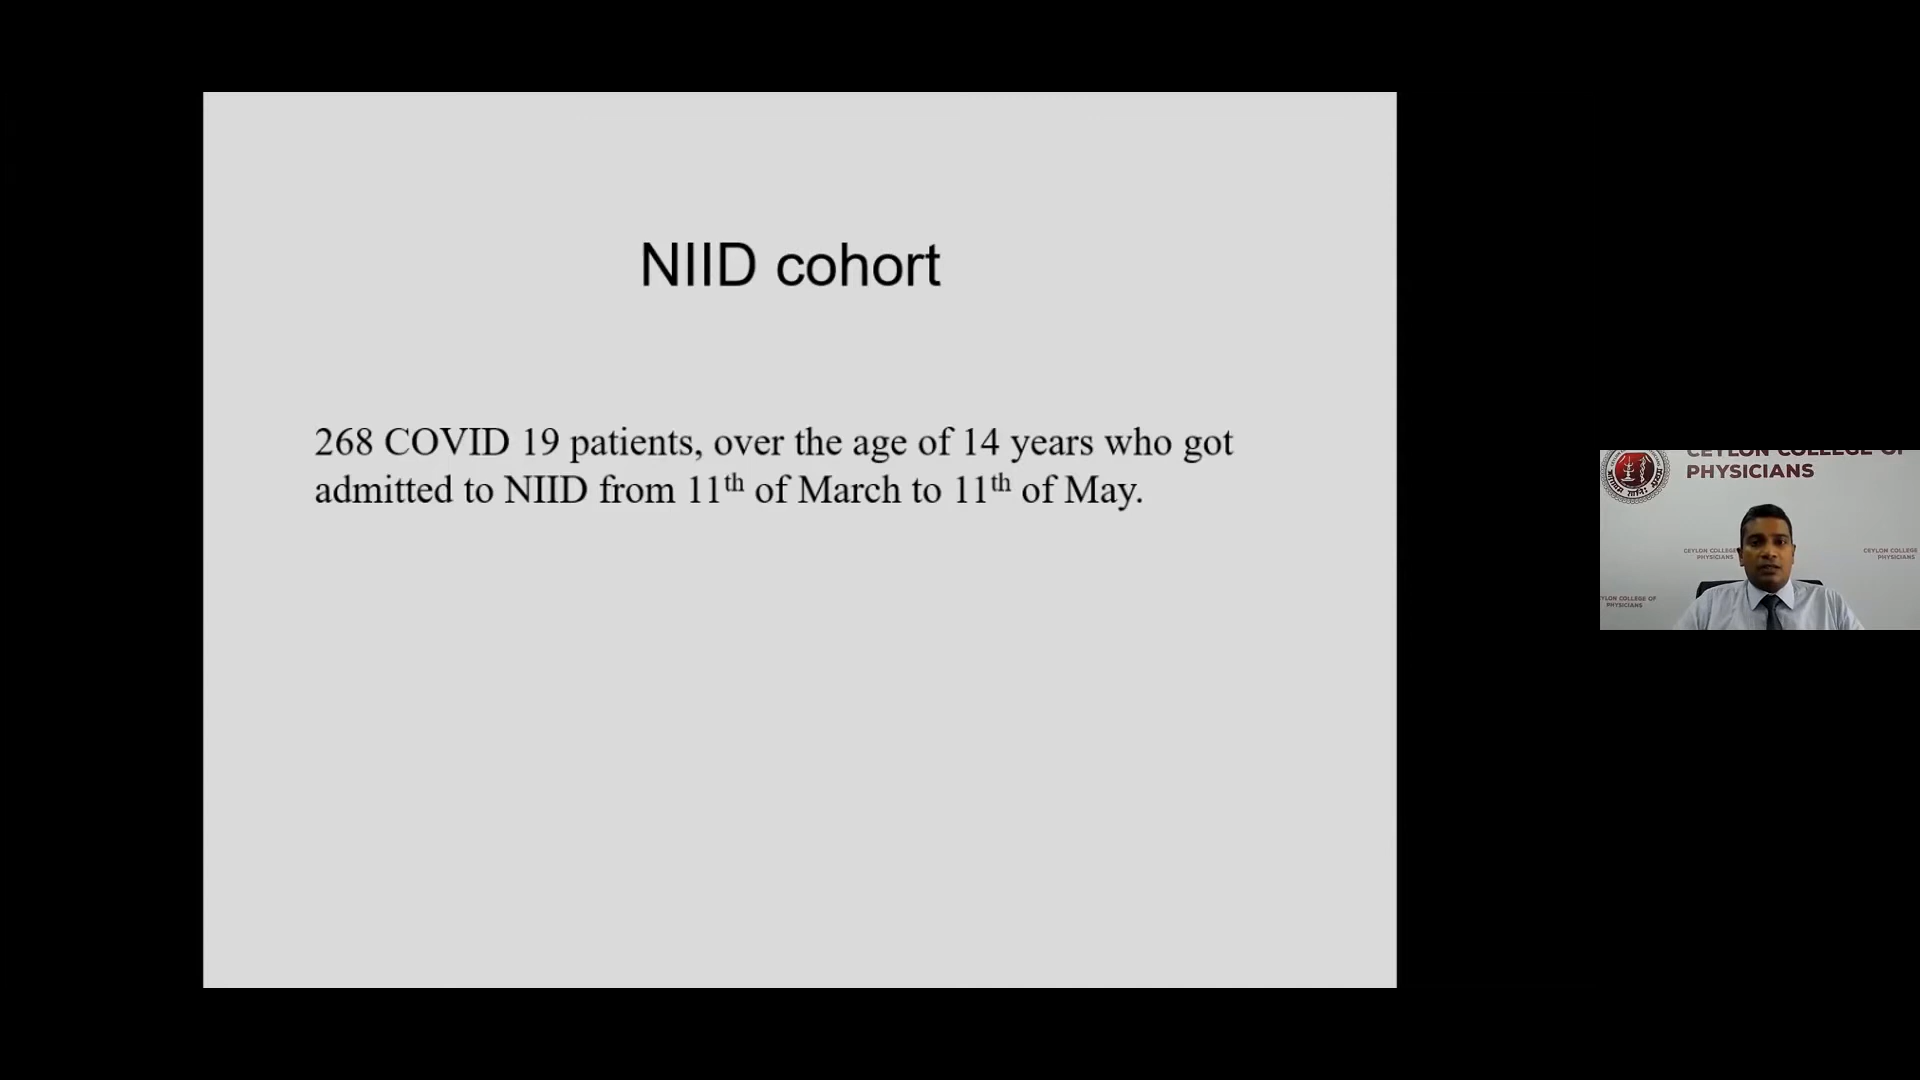 NIID cohort
268 COVID 19 patients, over the age of 14 years who got
admitted to NIID from 11th of March to 11th of May.
CEYLON COLLEGE OF
PHYSICIANS
CEYLON COLLEGE
PHYSICIANS
CEYLON COLLEGE
PHYSICIANS
YLON COLLEGE OF
PHYSICIANS